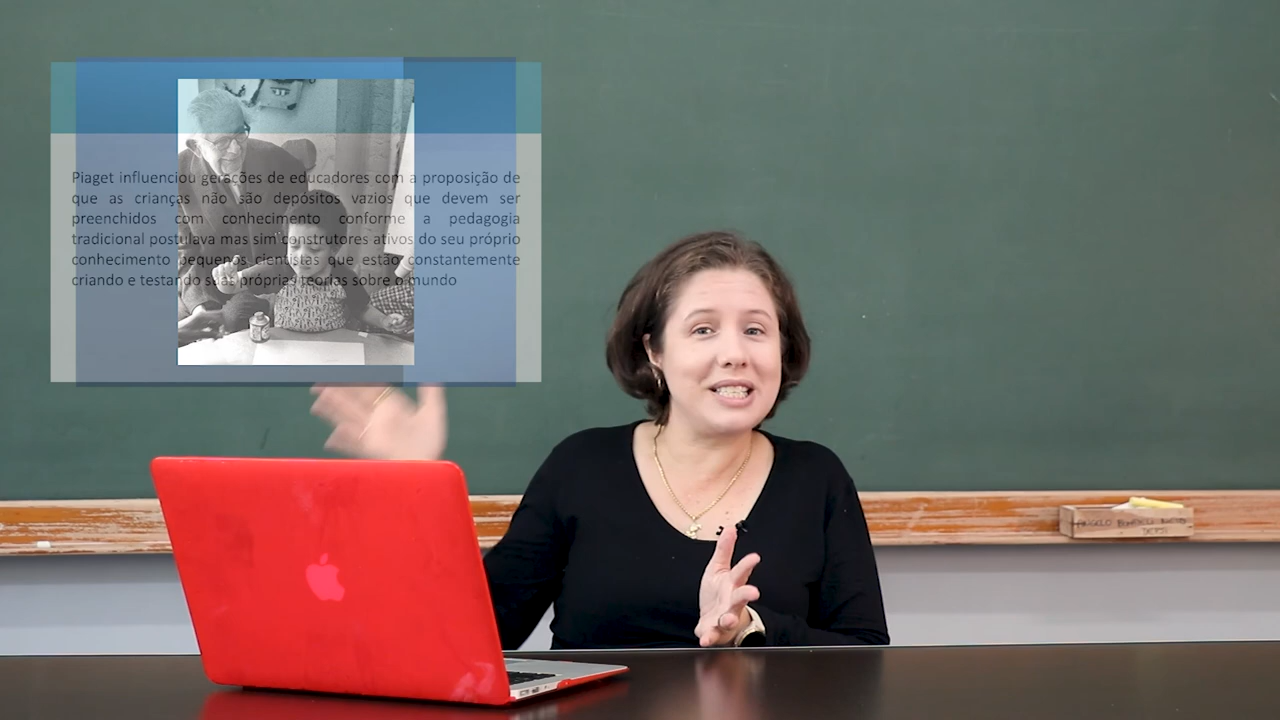 Piaget influenciou gerações de educadores com a proposição de
que as crianças não são depósitos vazios que devem ser
preenchidos com conhecimento conforme a pedagogia
tradicional postulava mas sim construtores ativos do seu próprio
conhecimento pequenos cientistas que estão constantemente
criando e testando suas próprias teorias sobre o mundo
ANGELO